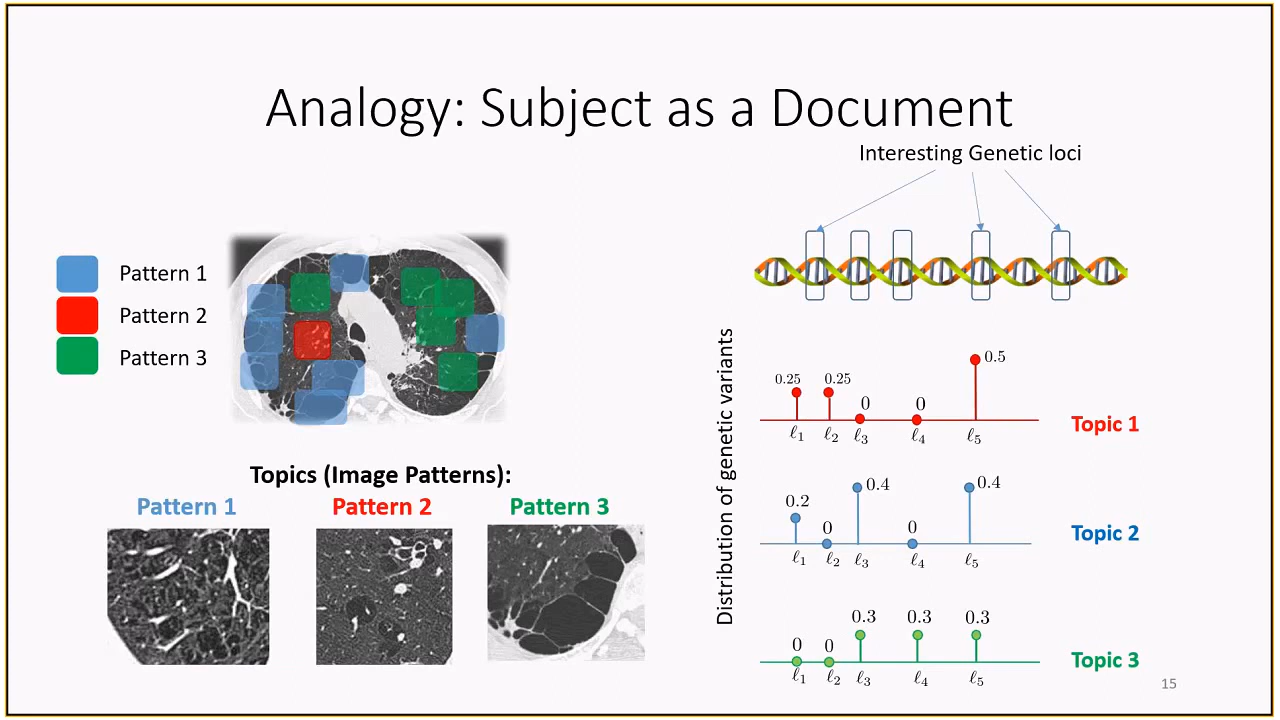 Analogy: Subject as a Document
Interesting Genetic loci
Pattern 1
Pattern 2
Pattern 3
Topics (Image Patterns):
Pattern 1
Pattern 2
Pattern 3
Distribution of genetic variants
0.25 0.25 0 0 0.5
ℓ1 ℓ2 ℓ3 ℓ4 ℓ5
Topic 1
0.2 0 0.4 0 0.4
ℓ1 ℓ2 ℓ3 ℓ4 ℓ5
Topic 2
0 0 0.3 0.3 0.3
ℓ1 ℓ2 ℓ3 ℓ4 ℓ5
Topic 3
15